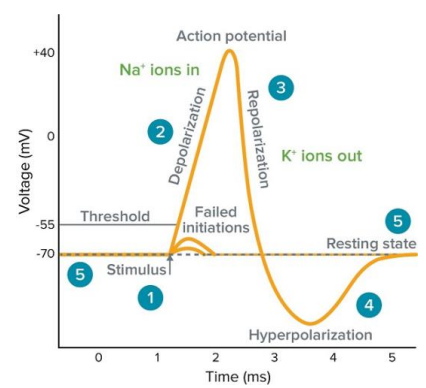 Action potential
+40
Na⁺ ions in
3
2
Depolarization
Repolarization
K⁺ ions out
0
Voltage (mV)
Threshold
Failed
initiations
5
-55
Resting state
-70
5
Stimulus
1
4
Hyperpolarization
0
1
2
3
4
5
Time (ms)